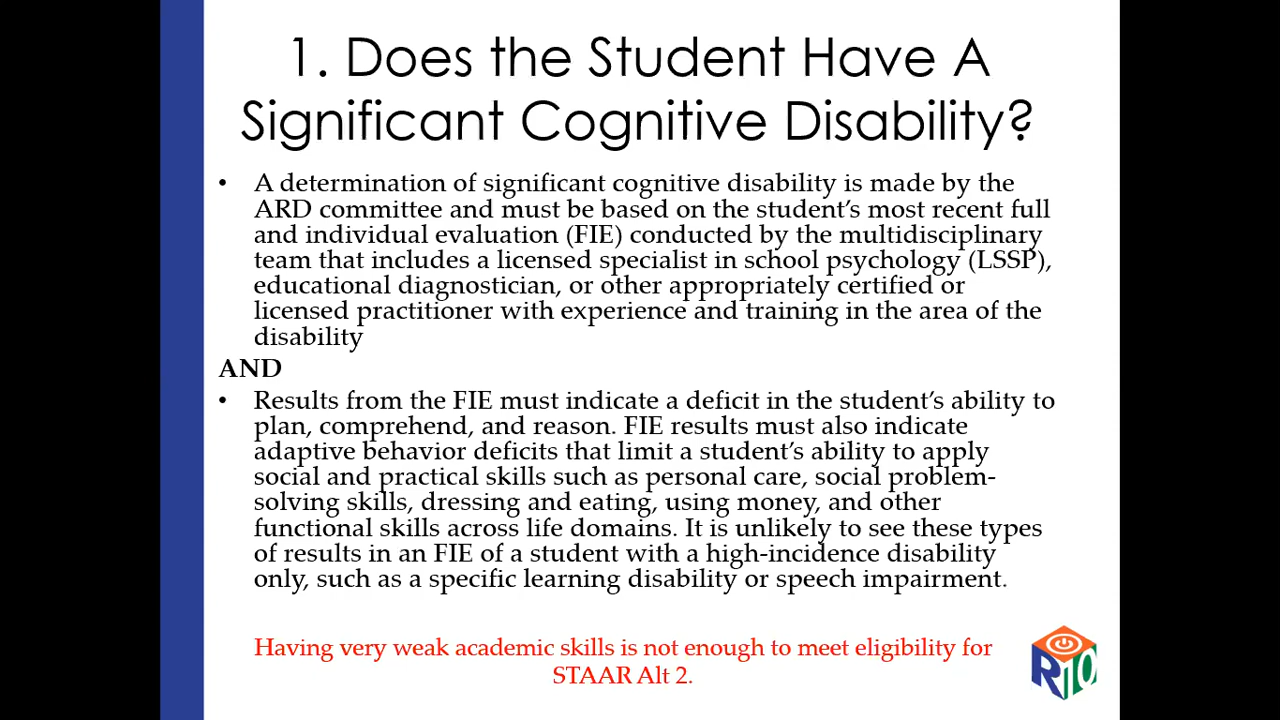 1. Does the Student Have A
Significant Cognitive Disability?
• A determination of significant cognitive disability is made by the
ARD committee and must be based on the student's most recent full
and individual evaluation (FIE) conducted by the multidisciplinary
team that includes a licensed specialist in school psychology (LSSP),
educational diagnostician, or other appropriately certified or
licensed practitioner with experience and training in the area of the
disability
AND
• Results from the FIE must indicate a deficit in the student's ability to
plan, comprehend, and reason. FIE results must also indicate
adaptive behavior deficits that limit a student's ability to apply
social and practical skills such as personal care, social problem-
solving skills, dressing and eating, using money, and other
functional skills across life domains. It is unlikely to see these types
of results in an FIE of a student with a high-incidence disability
only, such as a specific learning disability or speech impairment.
Having very weak academic skills is not enough to meet eligibility for
STAAR Alt 2.
R10